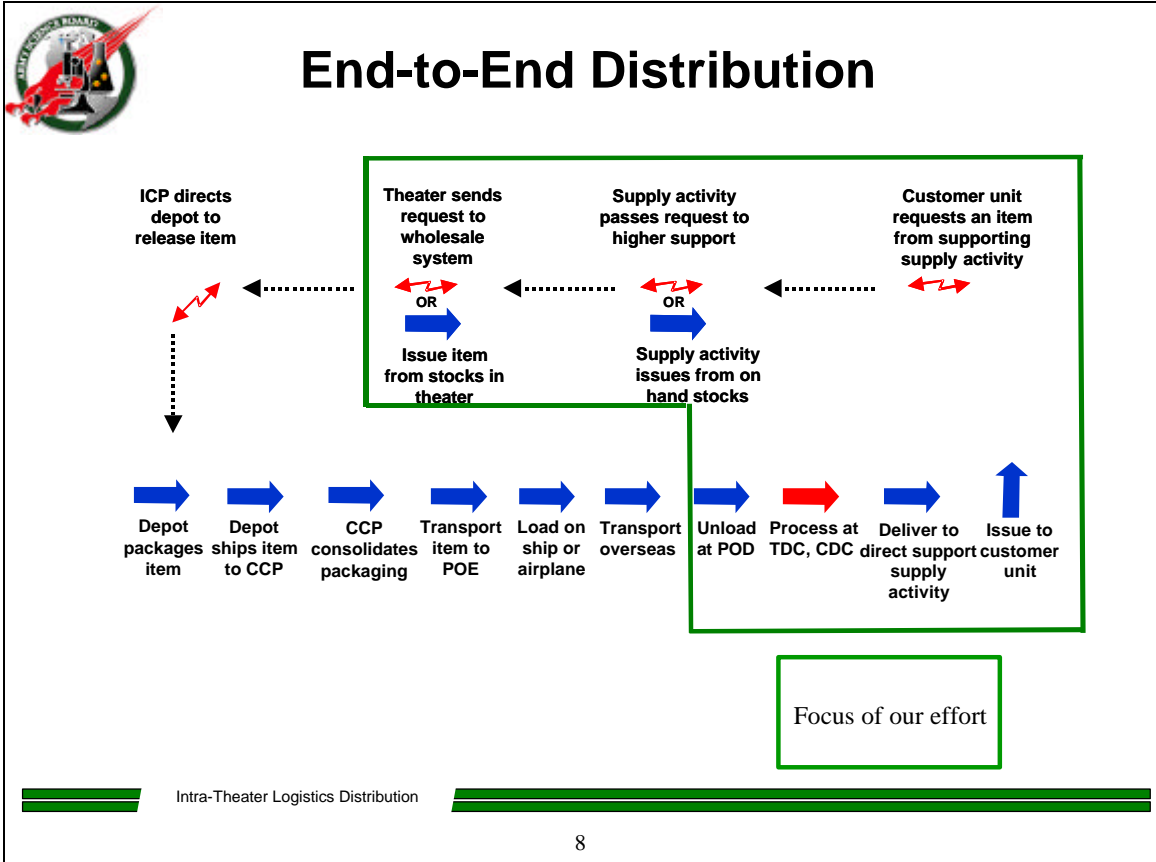 ARMY SCIENCE BOARD
End-to-End Distribution
ICP directs
depot to
release item
Theater sends
request to
wholesale
system
OR
Issue item
from stocks in
theater
Supply activity
passes request to
higher support
OR
Supply activity
issues from on
hand stocks
Customer unit
requests an item
from supporting
supply activity
Depot
packages
item
Depot
ships item
to CCP
CCP
consolidates
packaging
Transport
item to
POE
Load on
ship or
airplane
Transport
overseas
Unload
at POD
Process at
TDC, CDC
Deliver to
direct support
supply
activity
Issue to
customer
unit
Focus of our effort
Intra-Theater Logistics Distribution
8